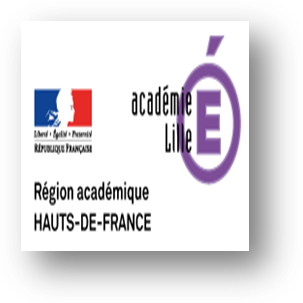 académie
Lille
É
Liberté • Égalité • Fraternité
RÉPUBLIQUE FRANÇAISE
Région académique
HAUTS-DE-FRANCE